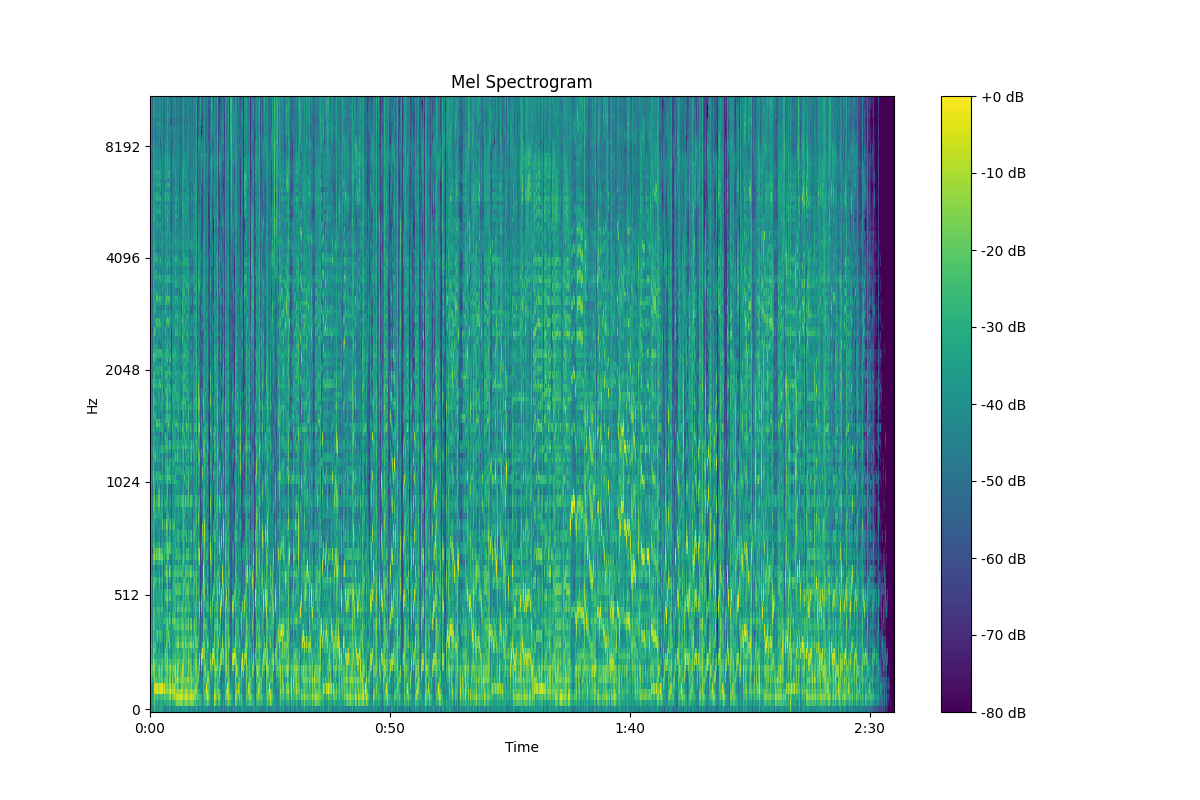 Mel Spectrogram
8192
4096
2048
1024
512
0
Hz
0:00
0:50
1:40
2:30
Time
+0 dB
-10 dB
-20 dB
-30 dB
-40 dB
-50 dB
-60 dB
-70 dB
-80 dB